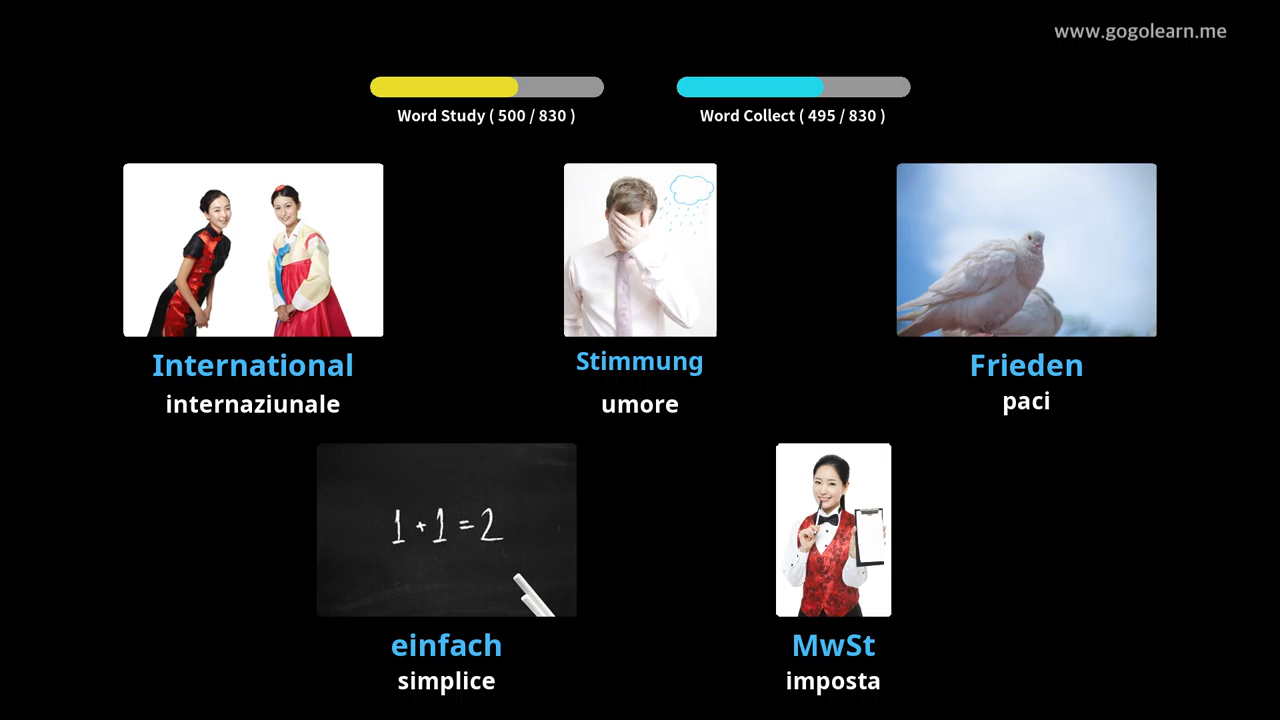 www.gogolearn.me
Word Study ( 500 / 830 )
Word Collect ( 495 / 830 )
International
internaziunale
Stimmung
umore
Frieden
paci
1 + 1 = 2
einfach
simplice
MwSt
imposta